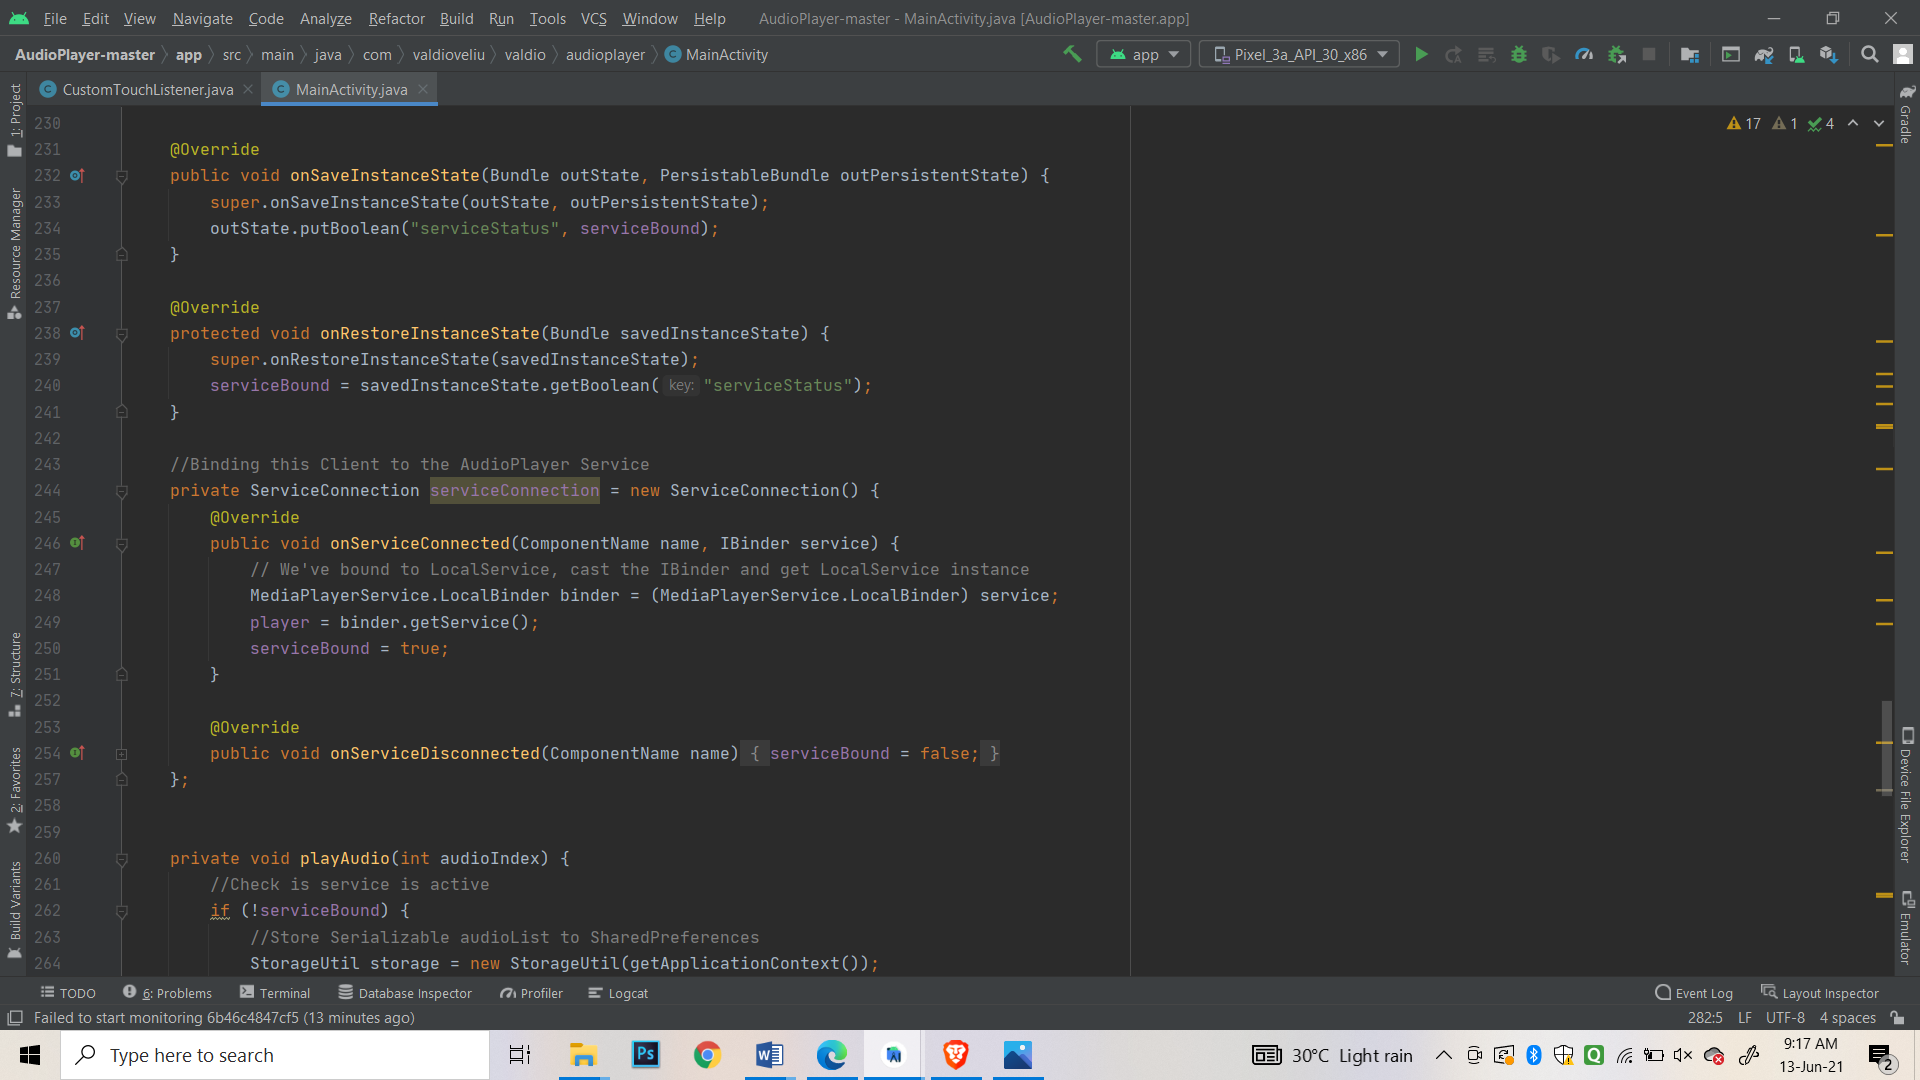 File Edit View Navigate Code Analyze Refactor Build Run Tools VCS Window Help AudioPlayer-master - MainActivity.java [AudioPlayer-master.app]
AudioPlayer-master app src main java com valdioveliu valdio audioplayer MainActivity app Pixel_3a_API_30_x86
CustomTouchListener.java MainActivity.java
1: Project
Resource Manager
7: Structure
2: Favorites
Build Variants
17 1 4
230
231 @Override
232 public void onSaveInstanceState(Bundle outState, PersistableBundle outPersistentState) {
233 super.onSaveInstanceState(outState, outPersistentState);
234 outState.putBoolean("serviceStatus", serviceBound);
235 }
236
237 @Override
238 protected void onRestoreInstanceState(Bundle savedInstanceState) {
239 super.onRestoreInstanceState(savedInstanceState);
240 serviceBound = savedInstanceState.getBoolean( key: "serviceStatus");
241 }
242
243 //Binding this Client to the AudioPlayer Service
244 private ServiceConnection serviceConnection = new ServiceConnection() {
245 @Override
246 public void onServiceConnected(ComponentName name, IBinder service) {
247 // We've bound to LocalService, cast the IBinder and get LocalService instance
248 MediaPlayerService.LocalBinder binder = (MediaPlayerService.LocalBinder) service;
249 player = binder.getService();
250 serviceBound = true;
251 }
252
253 @Override
254 public void onServiceDisconnected(ComponentName name) { serviceBound = false; }
257 };
258
259
260 private void playAudio(int audioIndex) {
261 //Check is service is active
262 if (!serviceBound) {
263 //Store Serializable audioList to SharedPreferences
264 StorageUtil storage = new StorageUtil(getApplicationContext());
Gradle
Device File Explorer
Emulator
TODO 6: Problems Terminal Database Inspector Profiler Logcat Event Log Layout Inspector
Failed to start monitoring 6b46c4847cf5 (13 minutes ago) 282:5 LF UTF-8 4 spaces
Type here to search Ps 30°C Light rain 9:17 AM
13-Jun-21 2